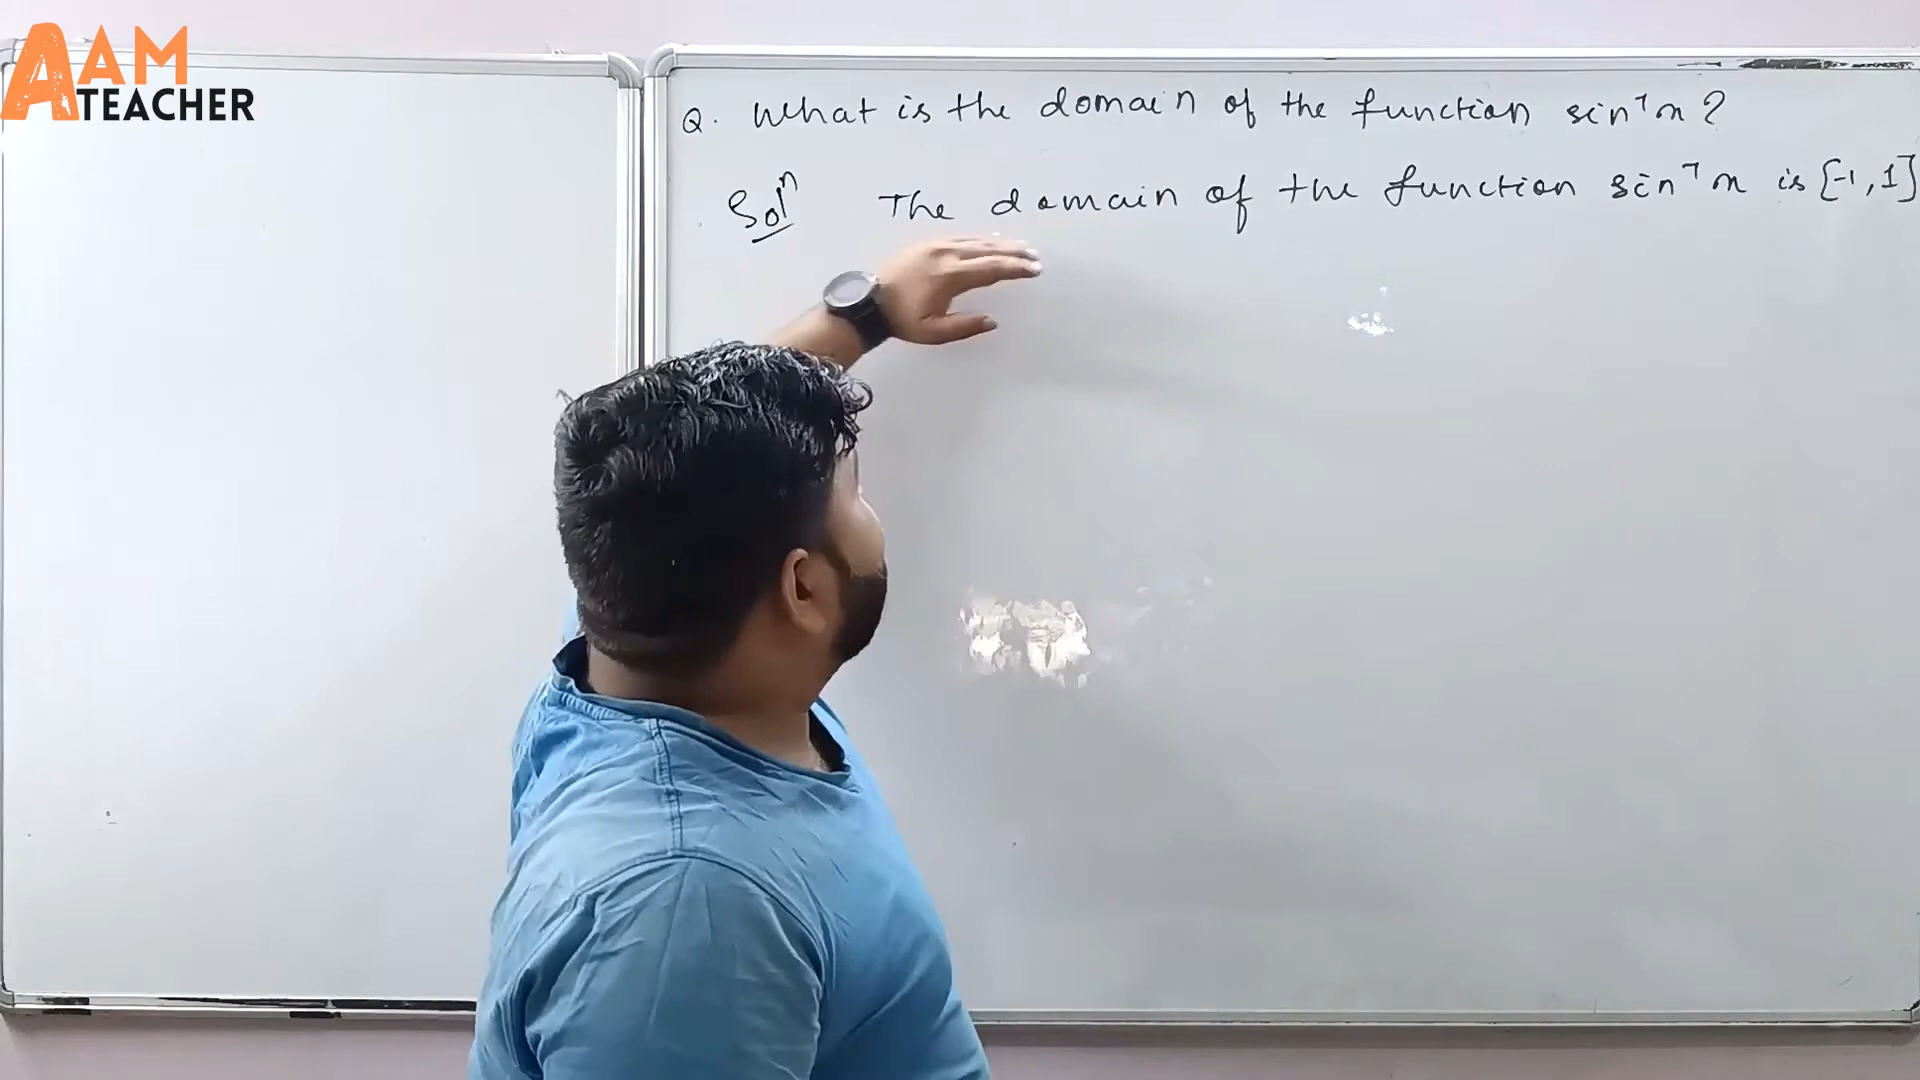 AAM
TEACHER
Q. What is the domain of the function sin⁻¹x?
Solⁿ The domain of the function sin⁻¹x is [-1, 1]